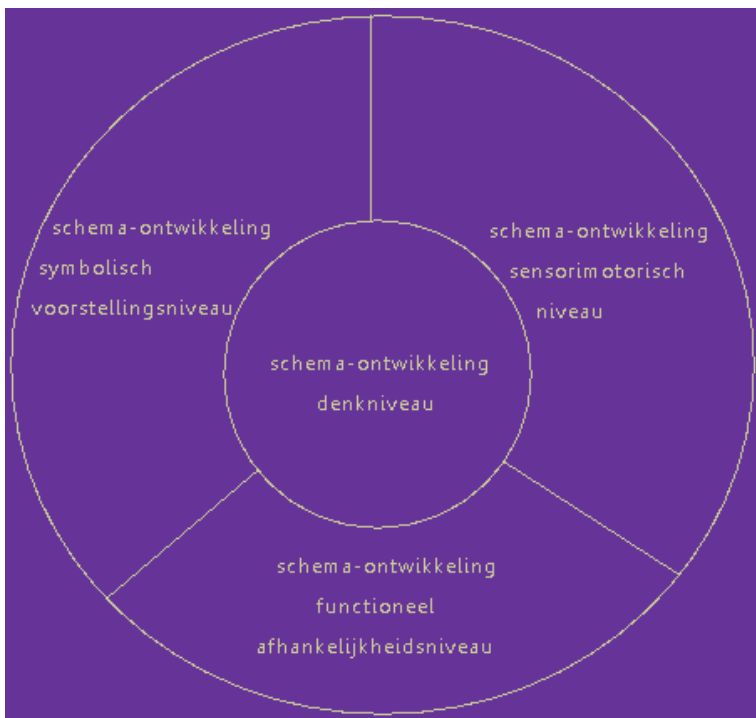 schema-ontwikkeling
symbolisch
voorstellingsniveau
schema-ontwikkeling
sensorimotorisch
niveau
schema-ontwikkeling
denkniveau
schema-ontwikkeling
functioneel
afhankelijkheidsniveau